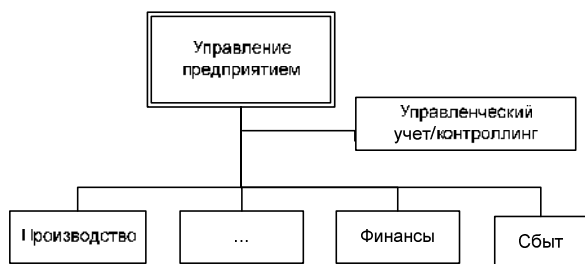 Управление
предприятием
Управленческий
учет/контроллинг
Производство
...
Финансы
Сбыт